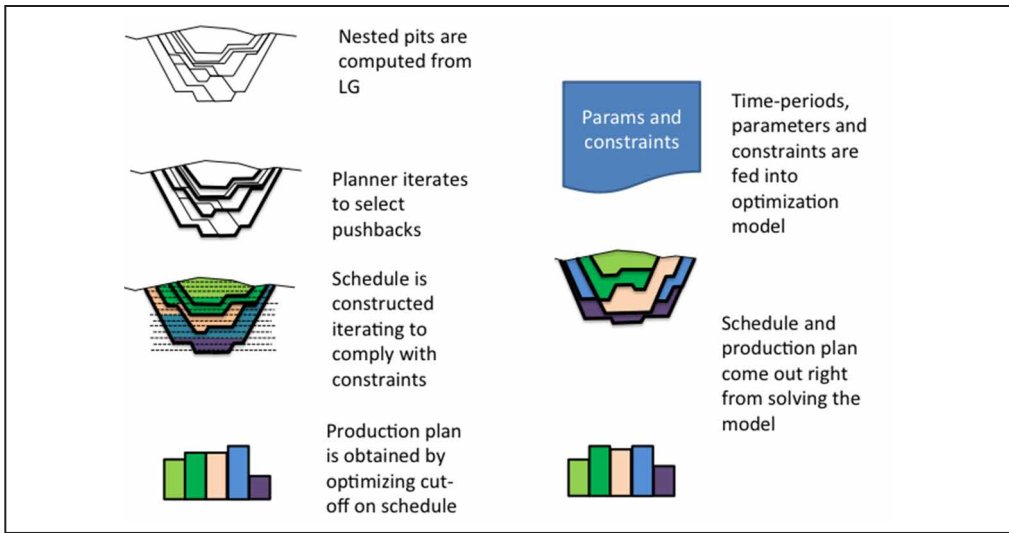 Nested pits are
computed from
LG
Planner iterates
to select
pushbacks
Schedule is
constructed
iterating to
comply with
constraints
Production plan
is obtained by
optimizing cut-
off on schedule
Params and
constraints
Time-periods,
parameters and
constraints are
fed into
optimization
model
Schedule and
production plan
come out right
from solving the
model